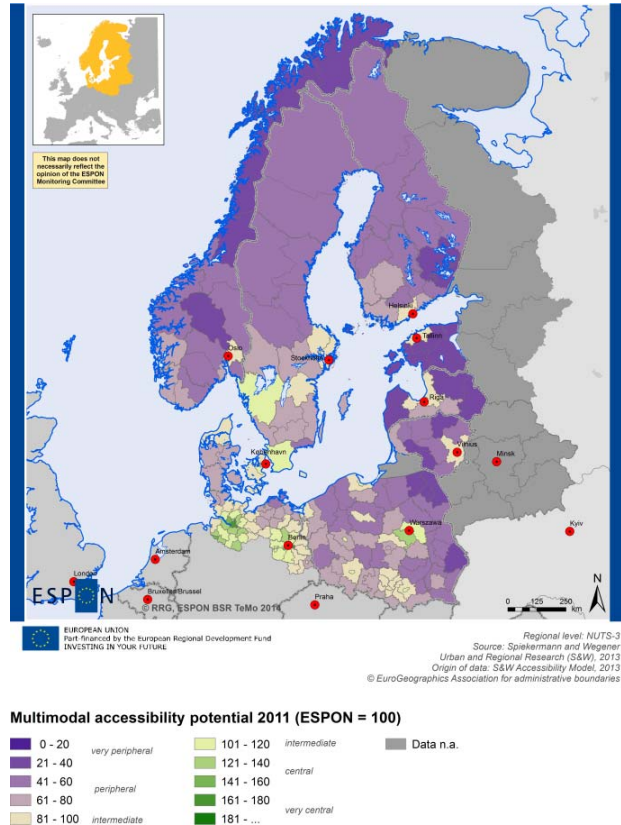 This map does not
necessarily reflect the
opinion of the ESPON
Monitoring Committee
Helsinki
Tallinn
Oslo
Stockholm
Riga
København
Vilnius
Minsk
Warszawa
Berlin
Amsterdam
Kyiv
London
Bruxelles/Brussel
Praha
ESPON
© RRG, ESPON BSR TeMo 2014
N
0 125 250
km
EUROPEAN UNION
Part-financed by the European Regional Development Fund
INVESTING IN YOUR FUTURE
Regional level: NUTS-3
Source: Spiekermann and Wegener
Urban and Regional Research (S&W), 2013
Origin of data: S&W Accessibility Model, 2013
© EuroGeographics Association for administrative boundaries
Multimodal accessibility potential 2011 (ESPON = 100)
0 - 20 very peripheral
21 - 40
41 - 60 peripheral
61 - 80
81 - 100 intermediate
101 - 120 intermediate
121 - 140 central
141 - 160
161 - 180 very central
181 - ...
Data n.a.